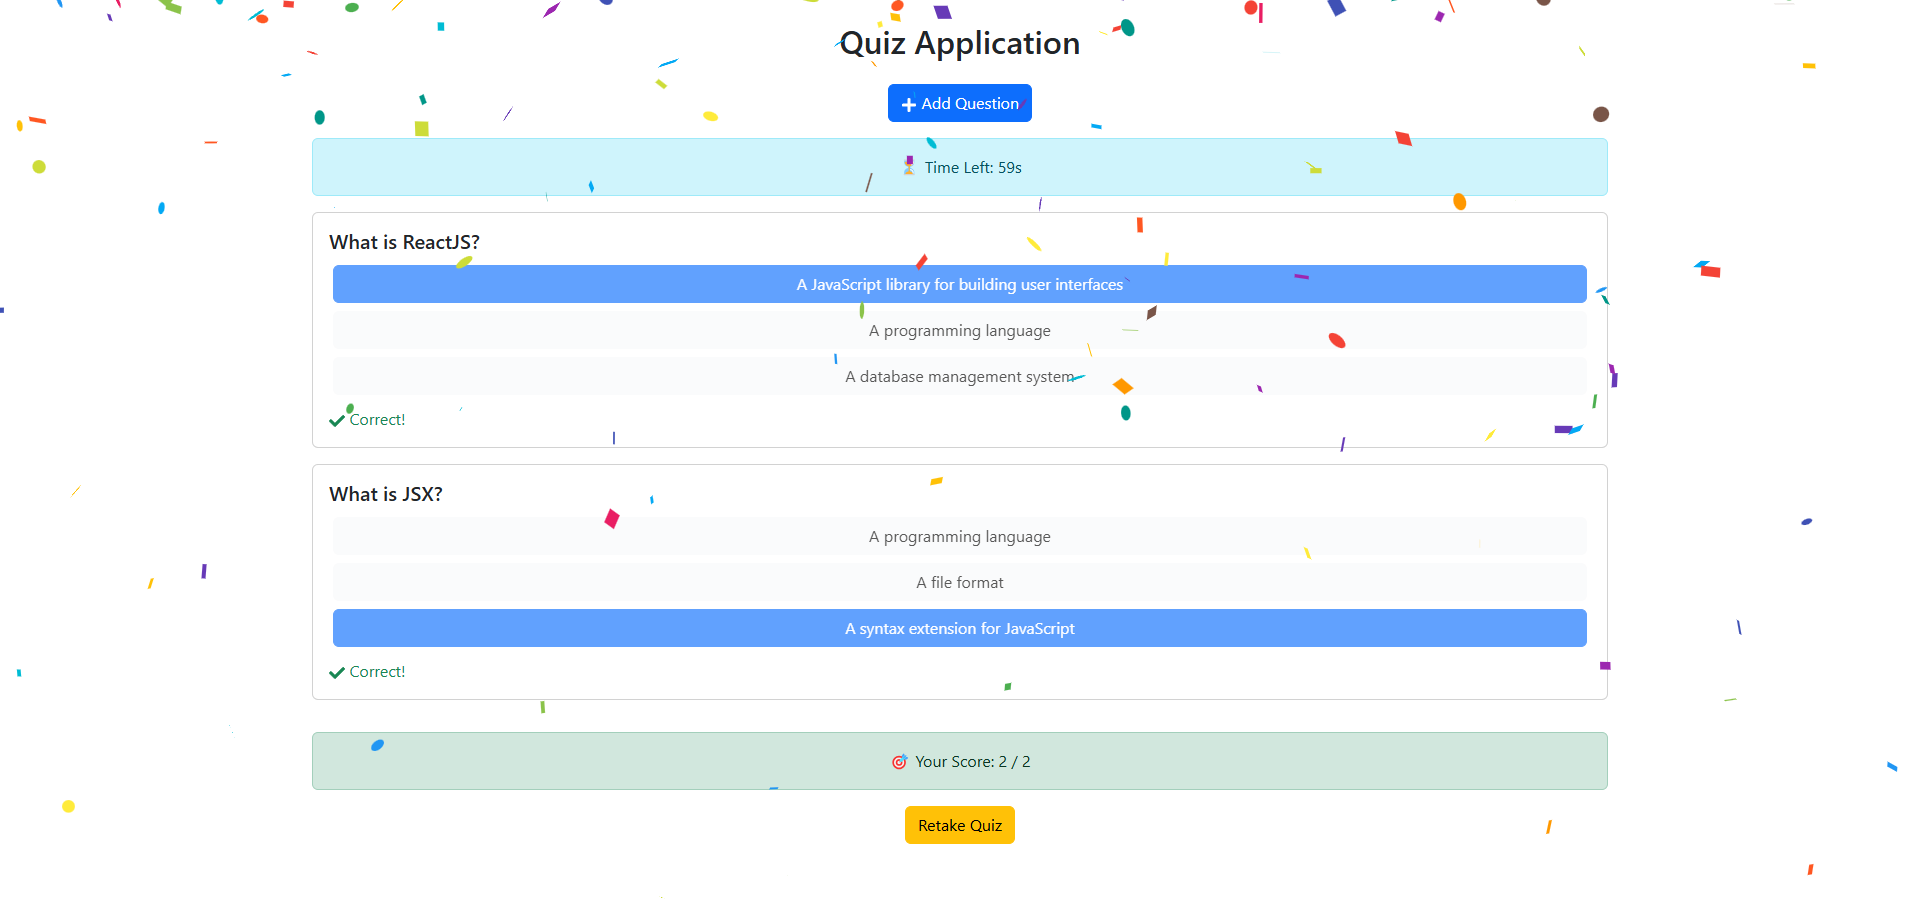 Quiz Application
Add Question
⏳ Time Left: 59s
What is ReactJS?
A JavaScript library for building user interfaces
A programming language
A database management system
Correct!
What is JSX?
A programming language
A file format
A syntax extension for JavaScript
Correct!
🎯 Your Score: 2 / 2
Retake Quiz